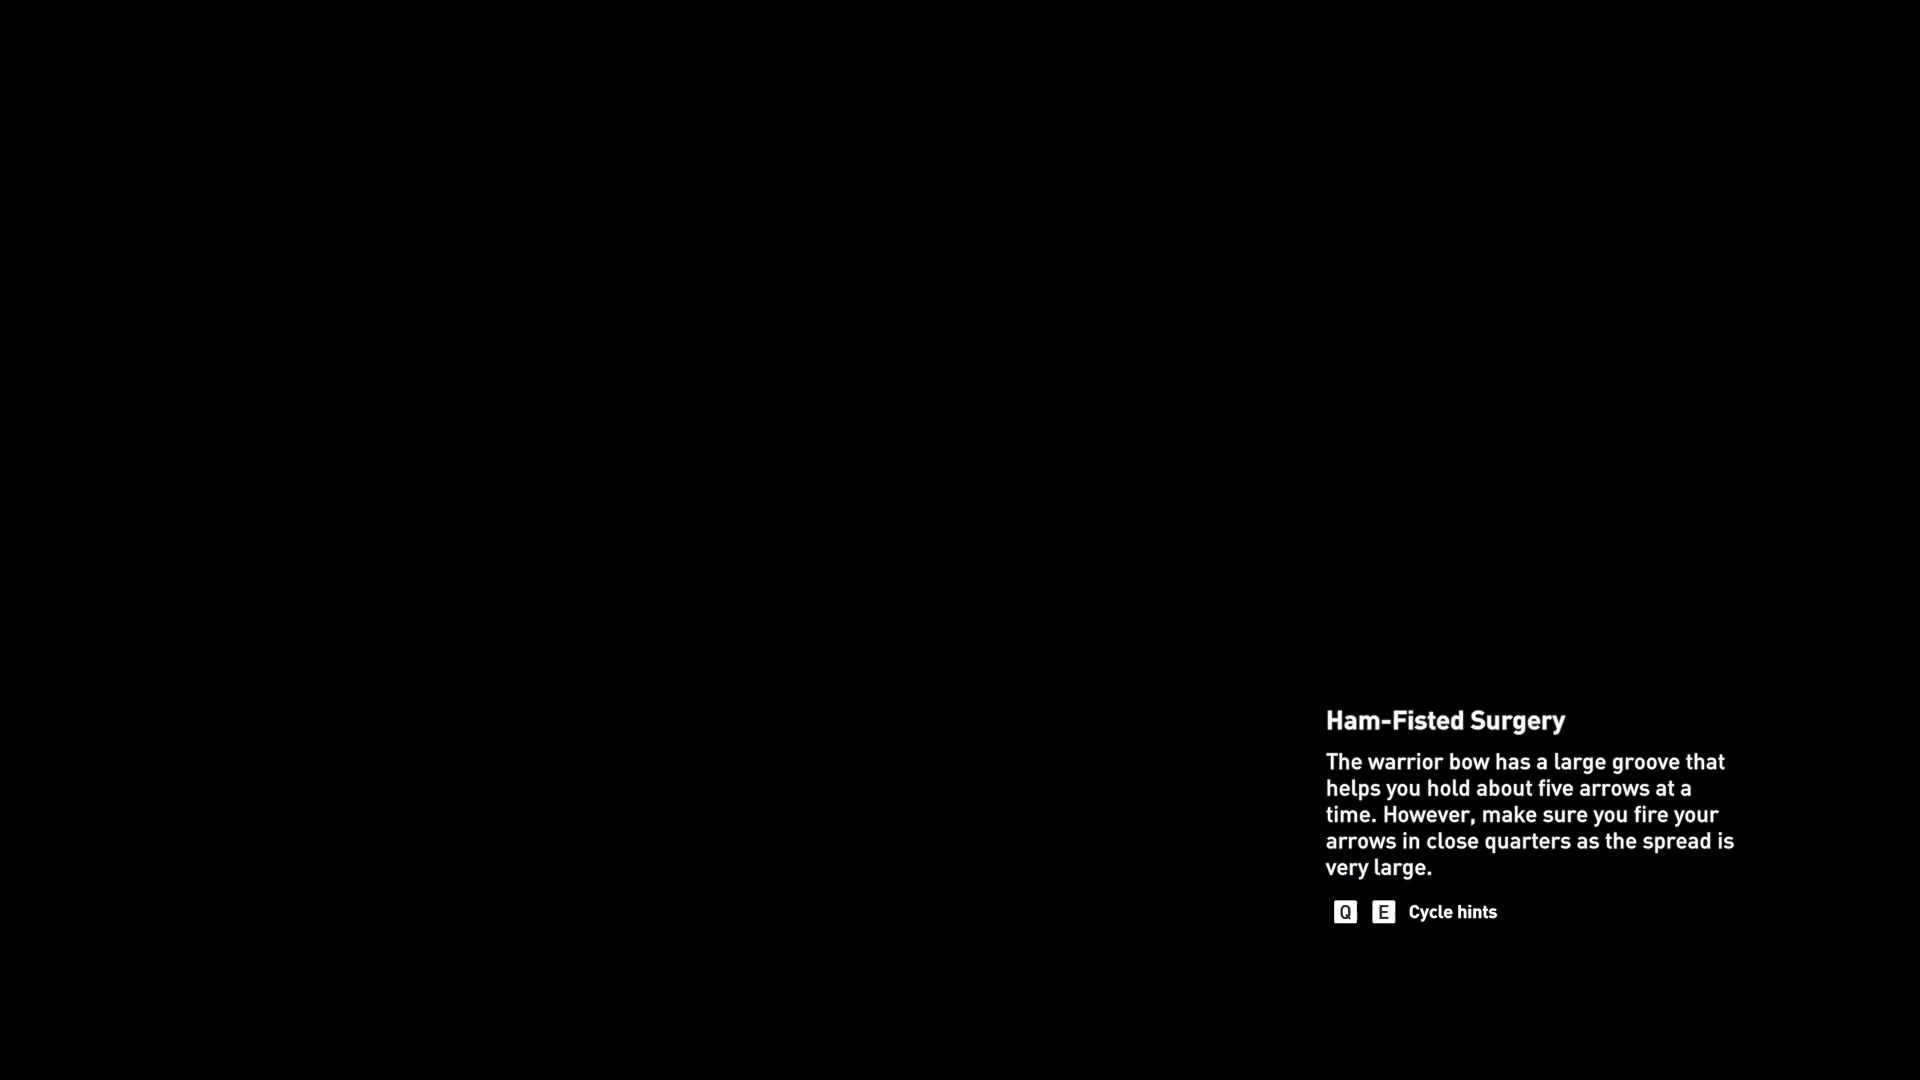 Ham-Fisted Surgery
The warrior bow has a large groove that
helps you hold about five arrows at a
time. However, make sure you fire your
arrows in close quarters as the spread is
very large.
Q E Cycle hints